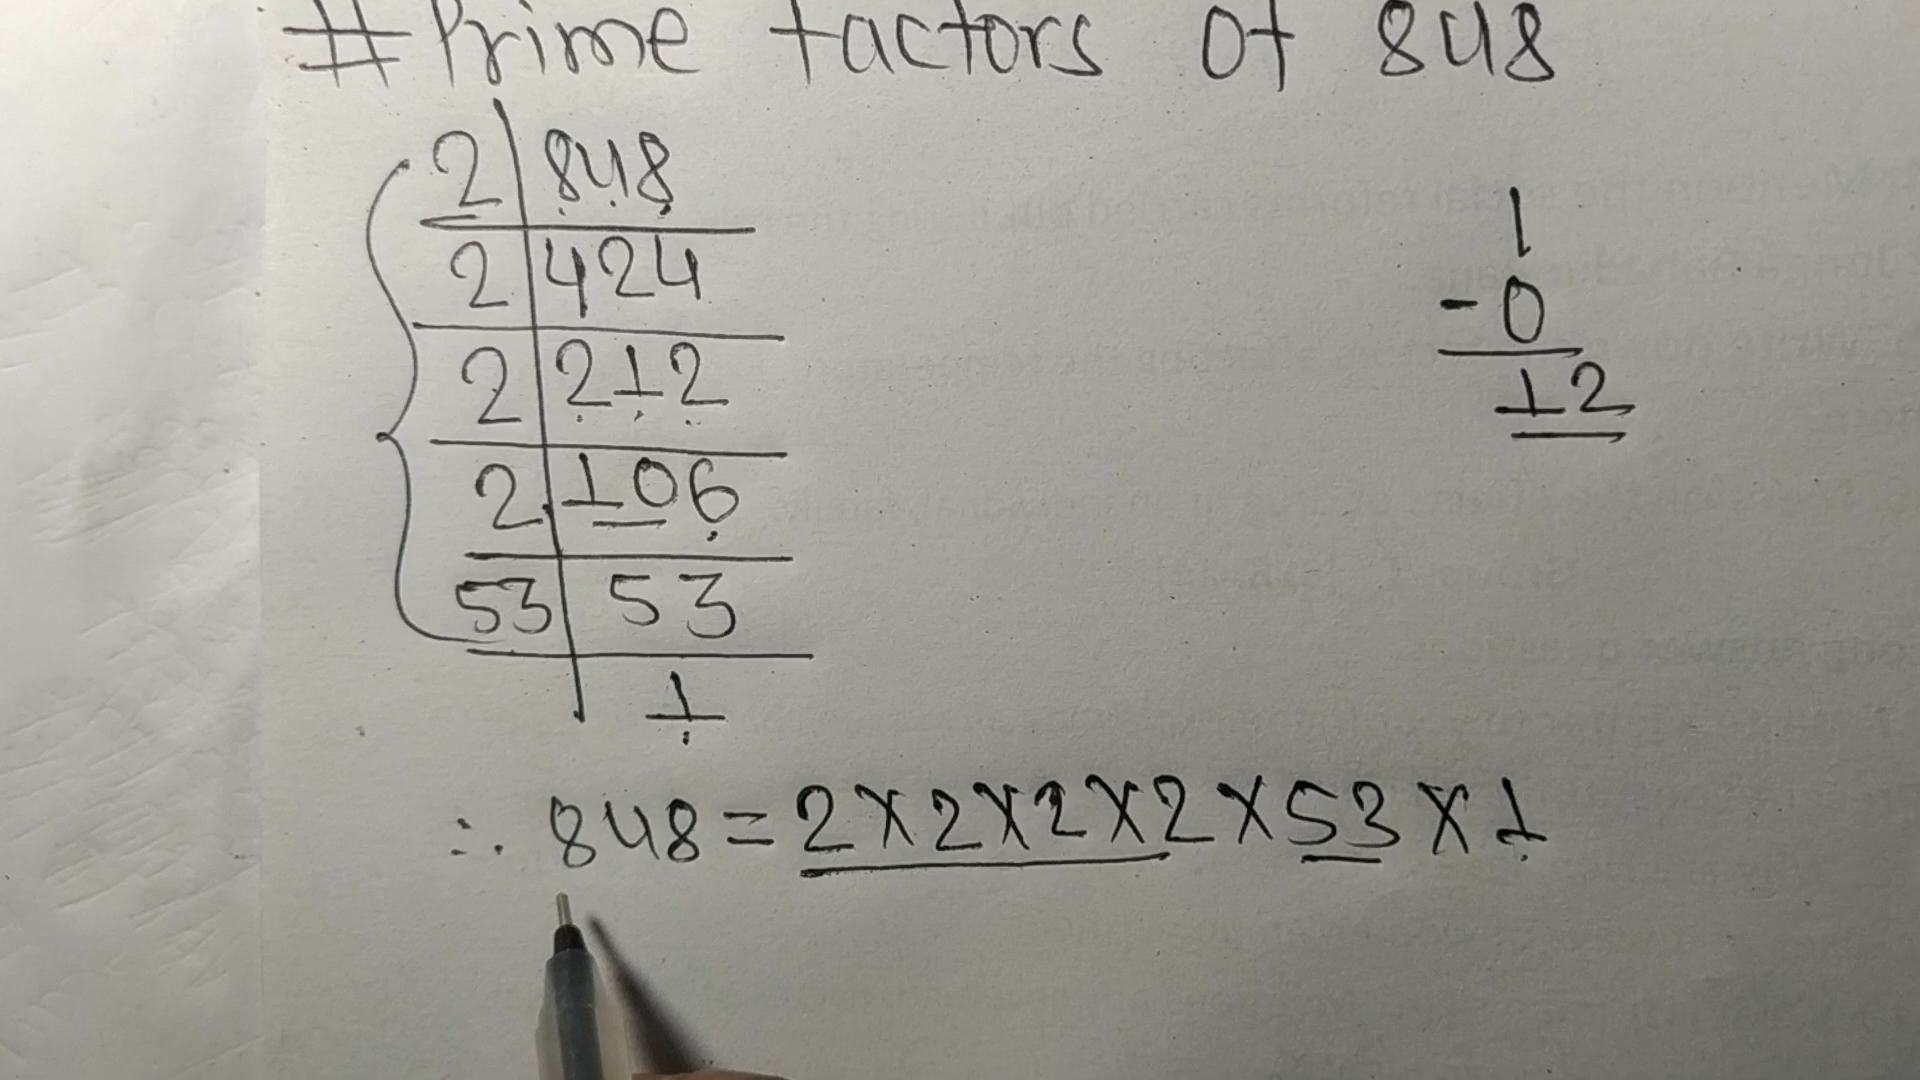 #Prime factors of 848
2 | 848
2 | 424
2 | 212
2 | 106
53 | 53
1
1
-0
12
∴ 848=2×2×2×2×53×1